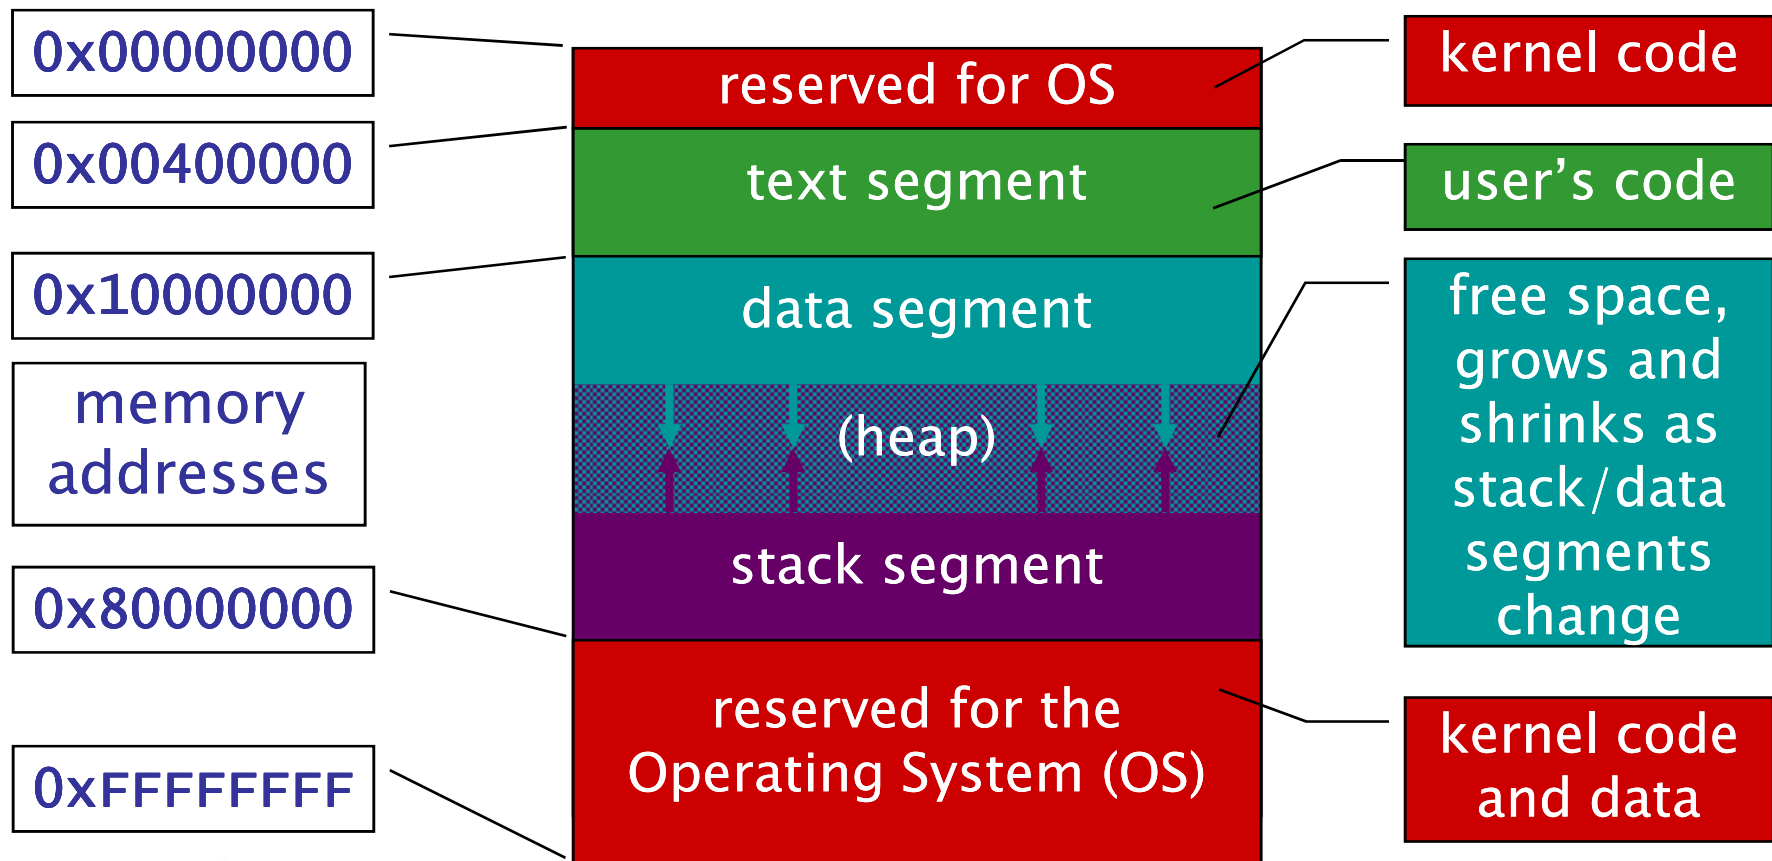 0x00000000
0x00400000
0x10000000
memory
addresses
0x80000000
0xFFFFFFFF
reserved for OS
text segment
data segment
(heap)
stack segment
reserved for the
Operating System (OS)
kernel code
user’s code
free space,
grows and
shrinks as
stack/data
segments
change
kernel code
and data